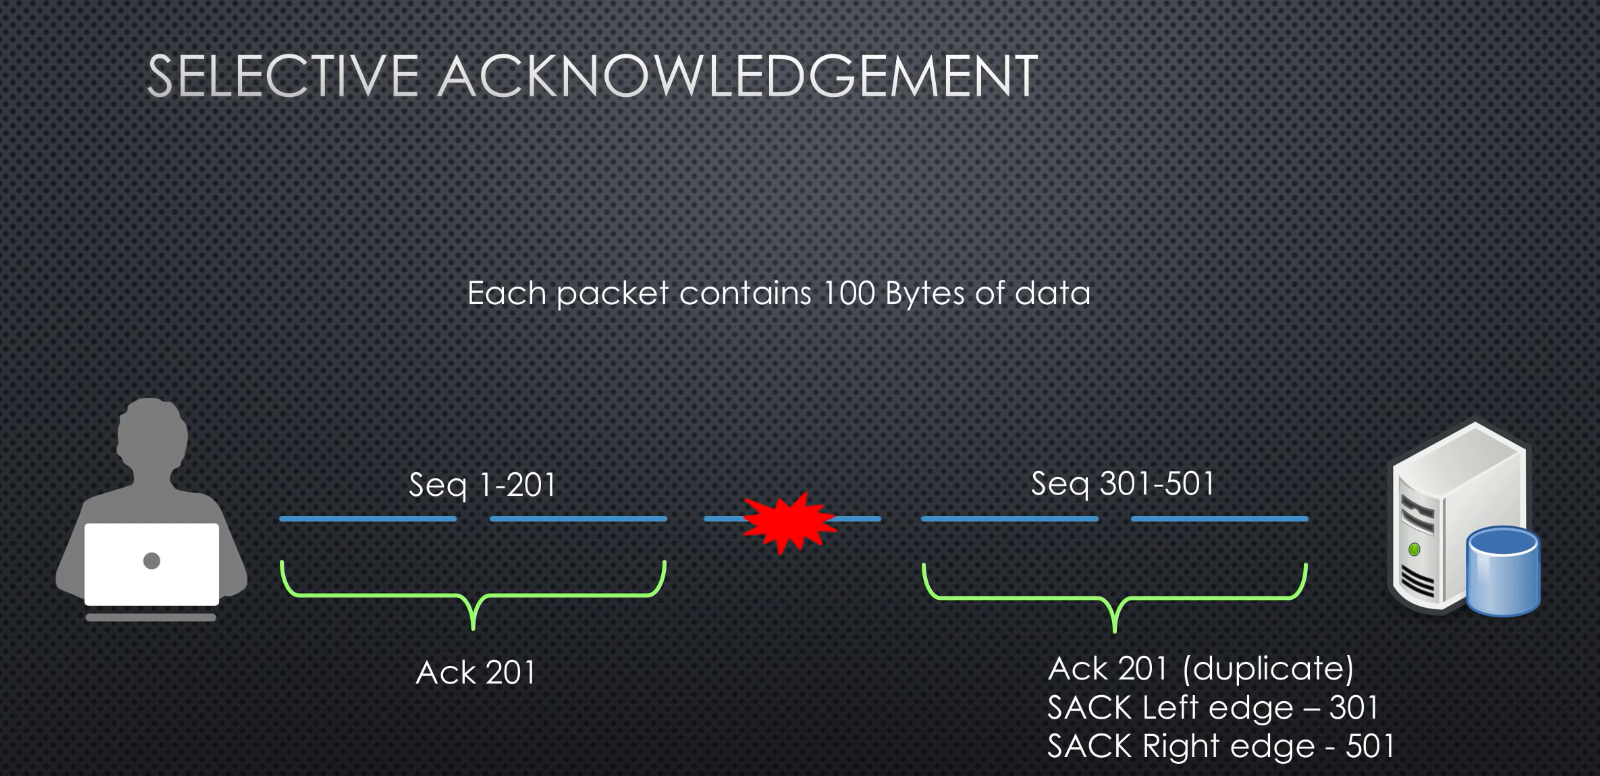 SELECTIVE ACKNOWLEDGEMENT
Each packet contains 100 Bytes of data
Seq 1-201
Seq 301-501
Ack 201
Ack 201 (duplicate)
SACK Left edge – 301
SACK Right edge - 501